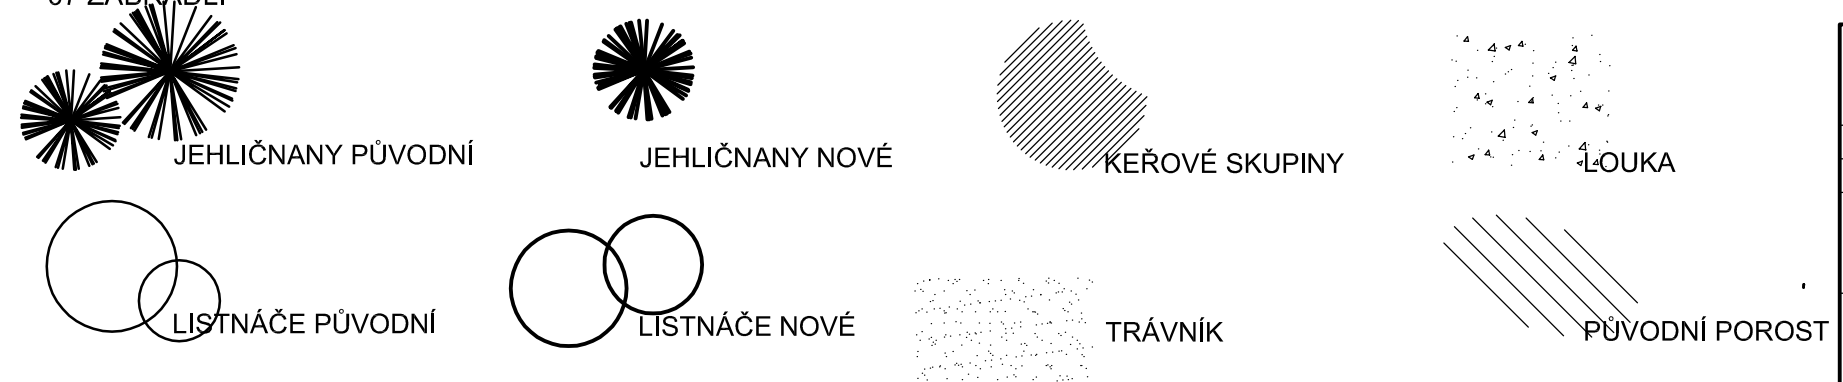 JEHLIČNANY PŮVODNÍ
JEHLIČNANY NOVÉ
KEŘOVÉ SKUPINY
LOUKA
LISTNÁČE PŮVODNÍ
LISTNÁČE NOVÉ
TRÁVNÍK
PŮVODNÍ POROST